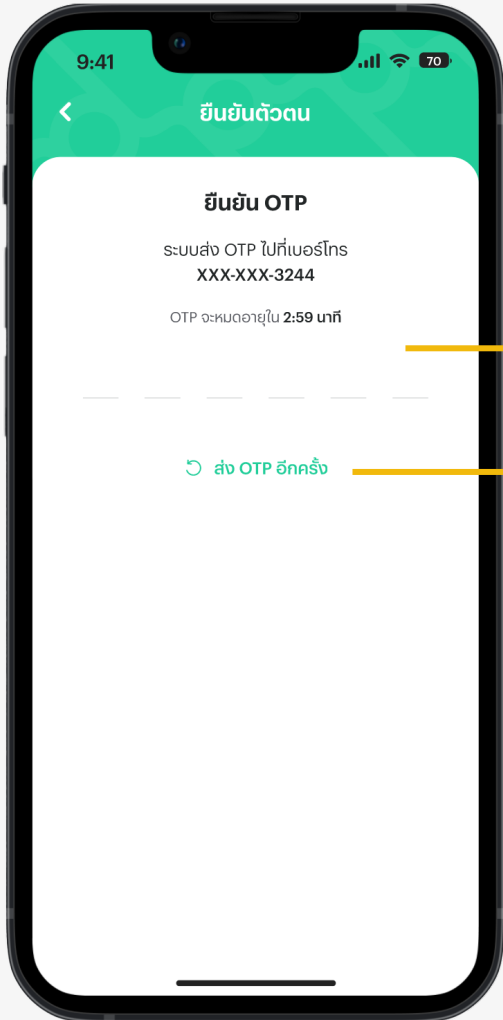 9:41
70
ยืนยันตัวตน
ยืนยัน OTP
ระบบส่ง OTP ไปที่เบอร์โทร
XXX-XXX-3244
OTP จะหมดอายุใน 2:59 นาที
ส่ง OTP อีกครั้ง